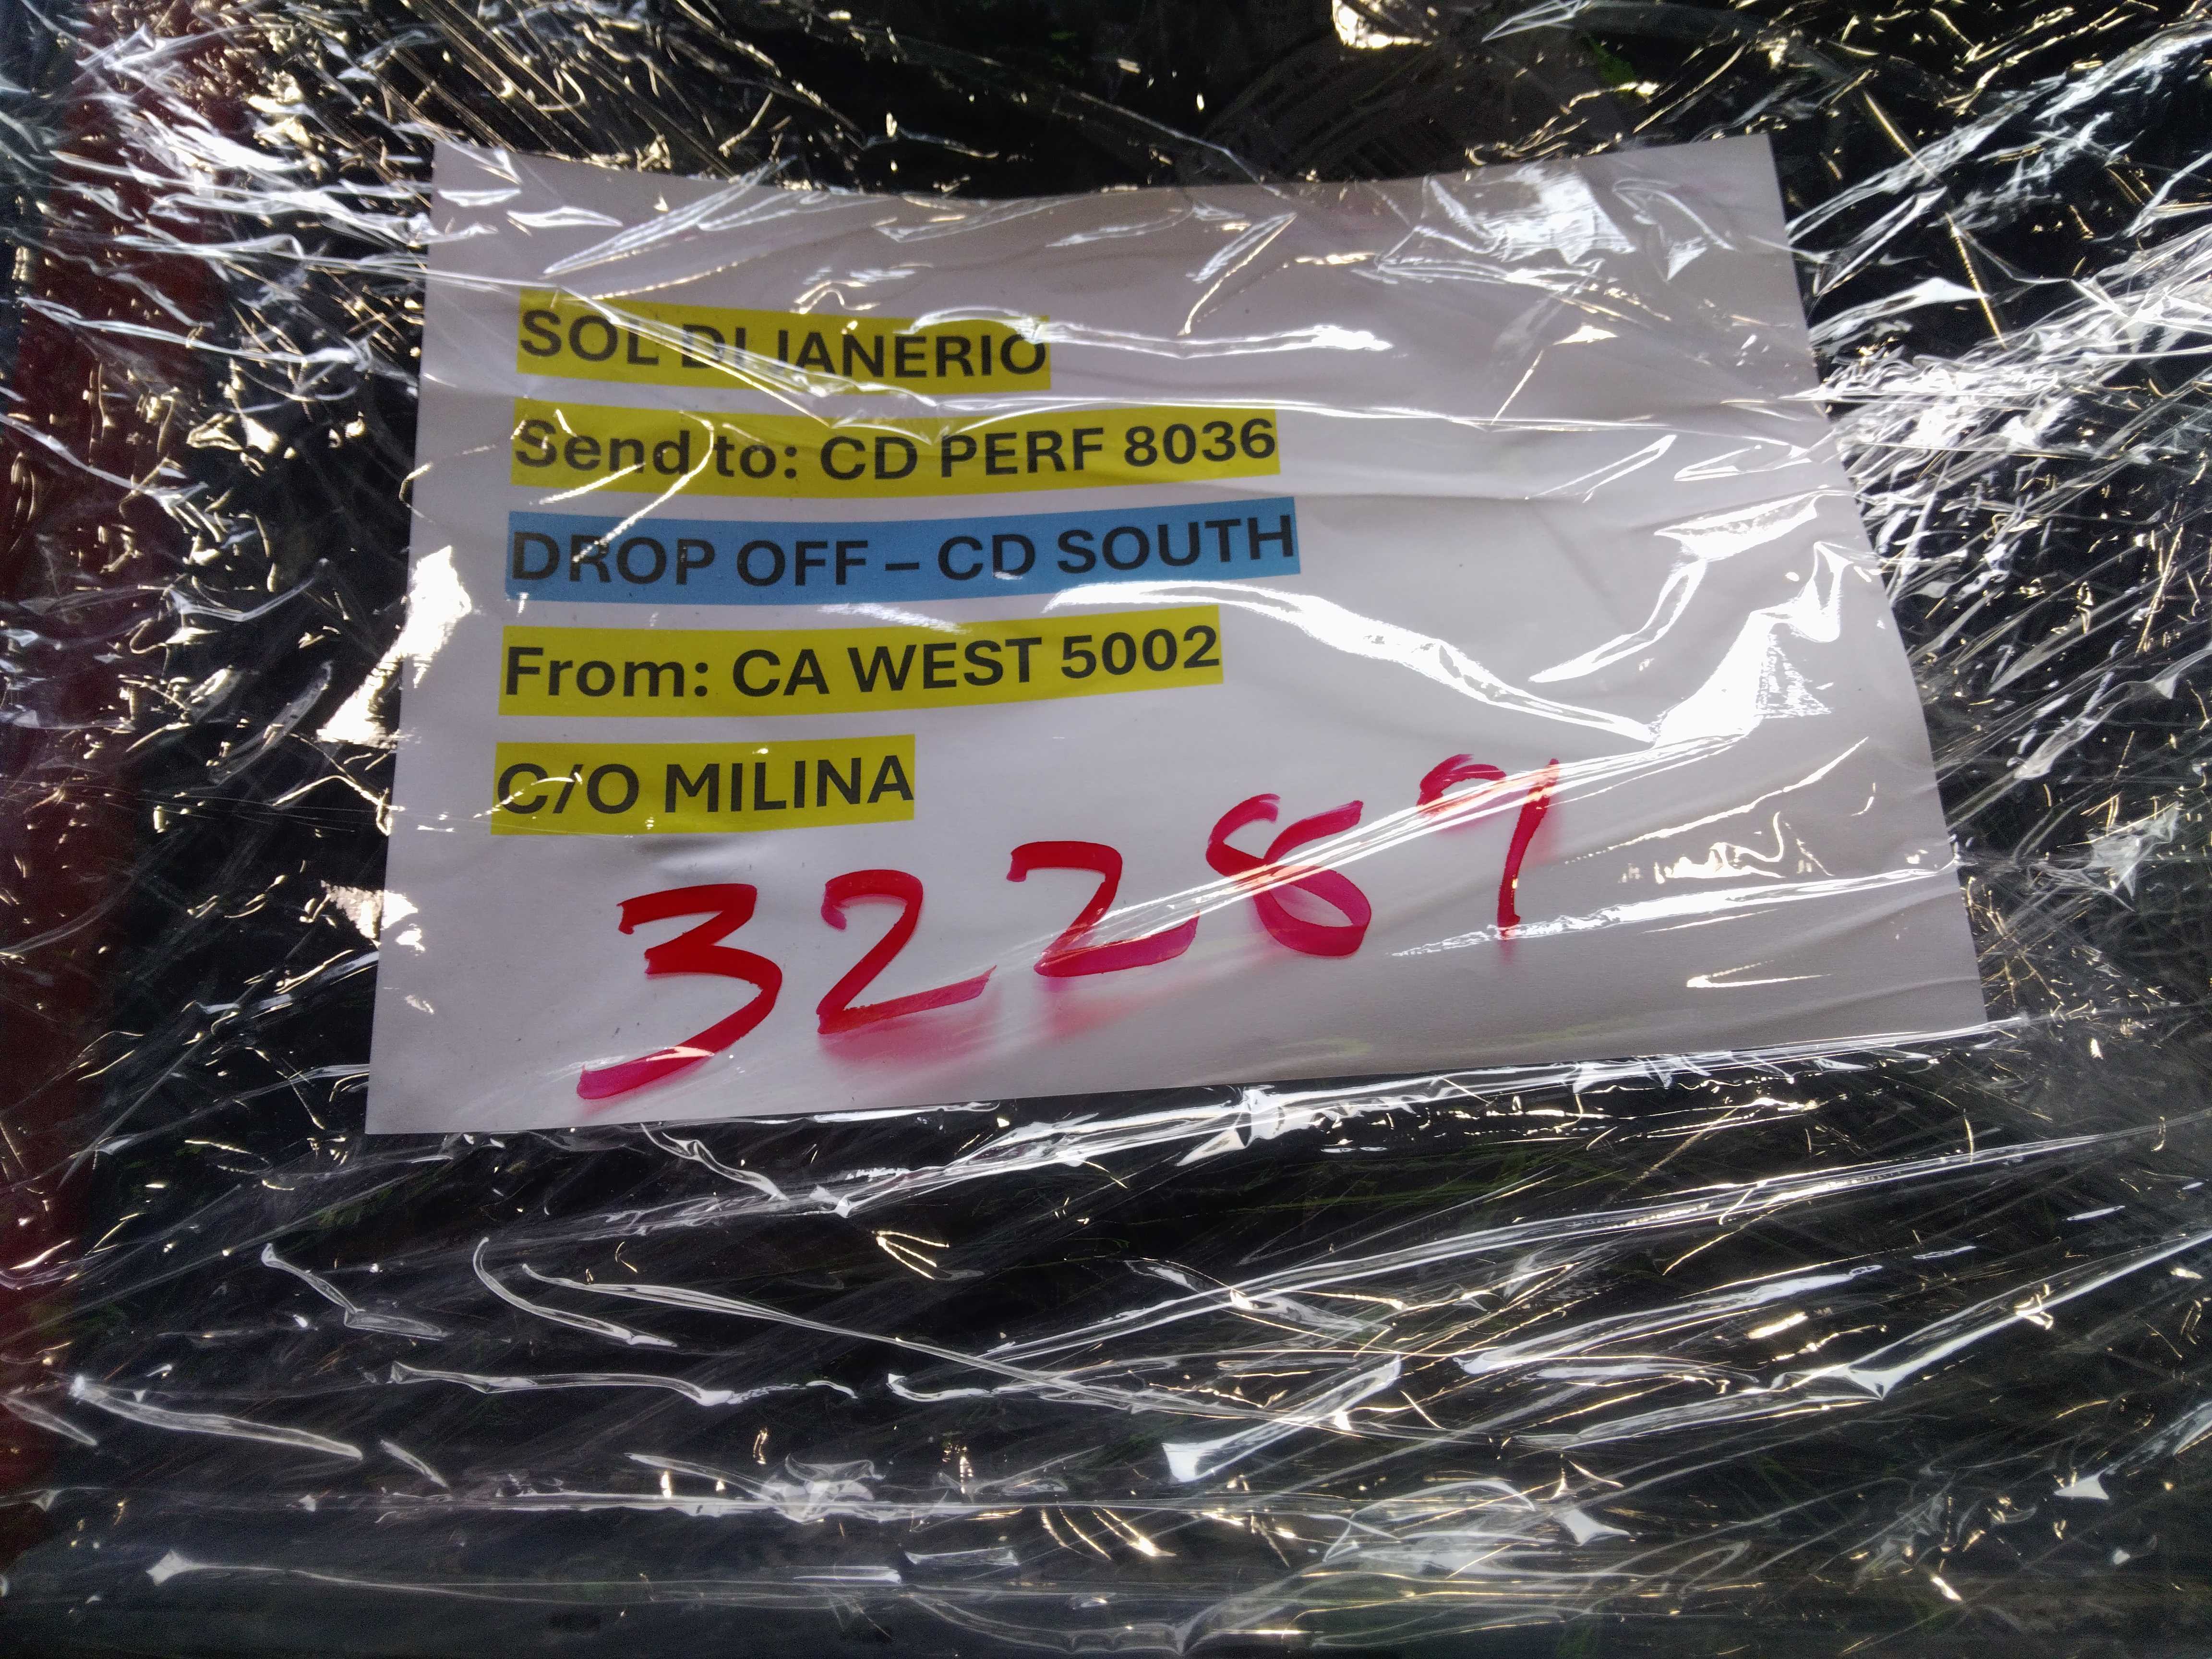 SOL DI JANERIO
Send to: CD PERF 8036
DROP OFF – CD SOUTH
From: CA WEST 5002
C/O MILINA
32289